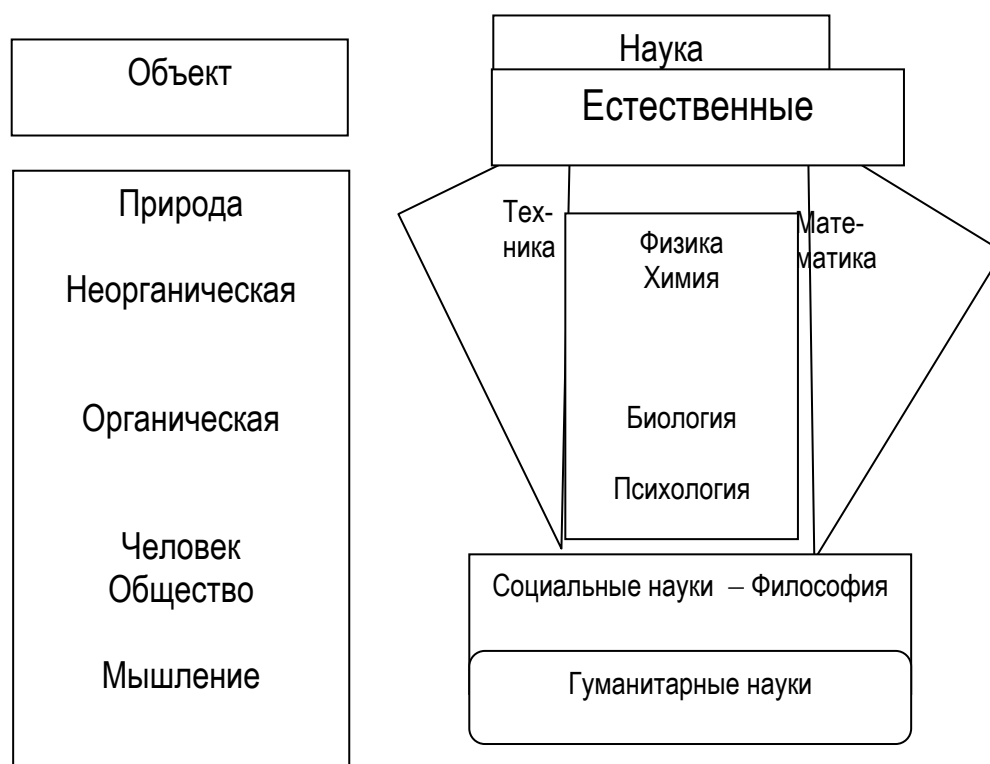 Объект
Природа
Неорганическая
Органическая
Человек
Общество
Мышление
Наука
Естественные
Тех-
ника
Физика
Химия
Мате-
матика
Биология
Психология
Социальные науки – Философия
Гуманитарные науки